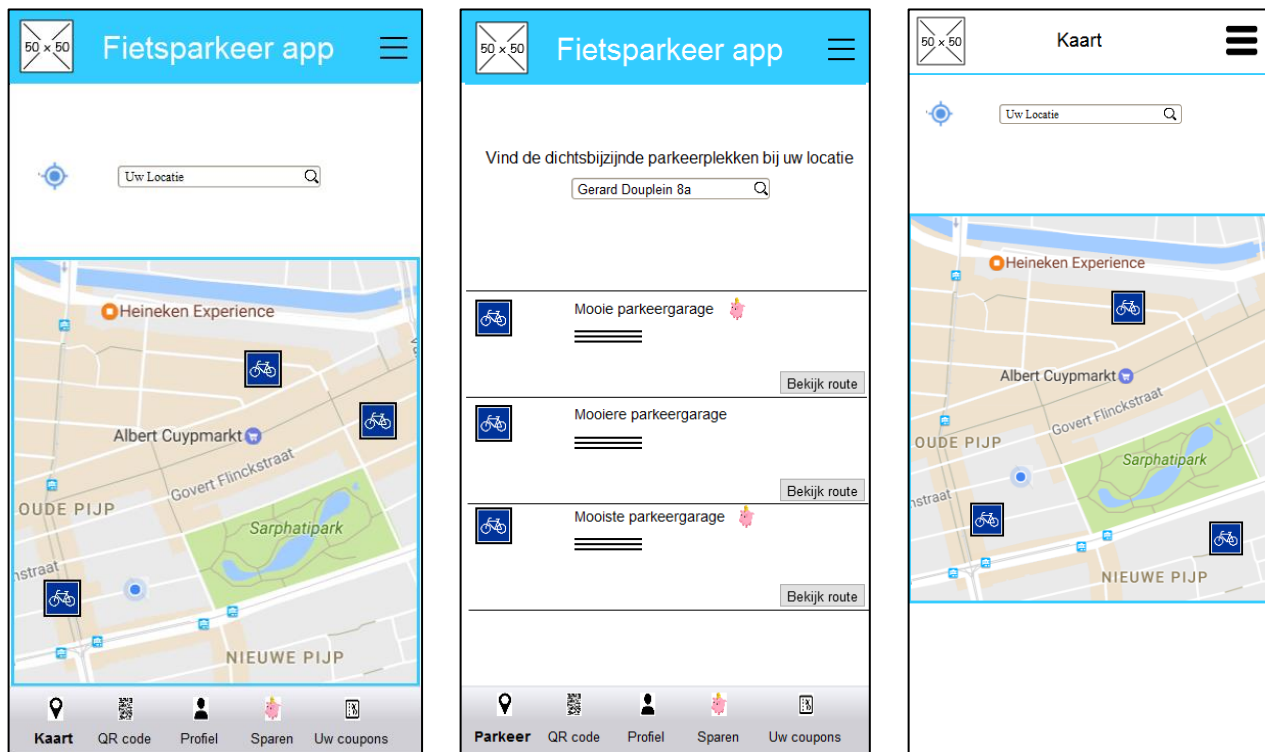 50 x 50
Fietsparkeer app
Uw Locatie
Heineken Experience
Albert Cuypmarkt
Govert Flinckstraat
OUDE PIJP
Sarphatipark
nstraat
NIEUWE PIJP
Kaart QR code Profiel Sparen Uw coupons
50 x 50
Fietsparkeer app
Vind de dichtsbijzijnde parkeerplekken bij uw locatie
Gerard Douplein 8a
Mooie parkeergarage
Bekijk route
Mooiere parkeergarage
Bekijk route
Mooiste parkeergarage
Bekijk route
Parkeer QR code Profiel Sparen Uw coupons
50 x 50
Kaart
Uw Locatie
Heineken Experience
Albert Cuypmarkt
Govert Flinckstraat
OUDE PIJP
Sarphatipark
nstraat
NIEUWE PIJP